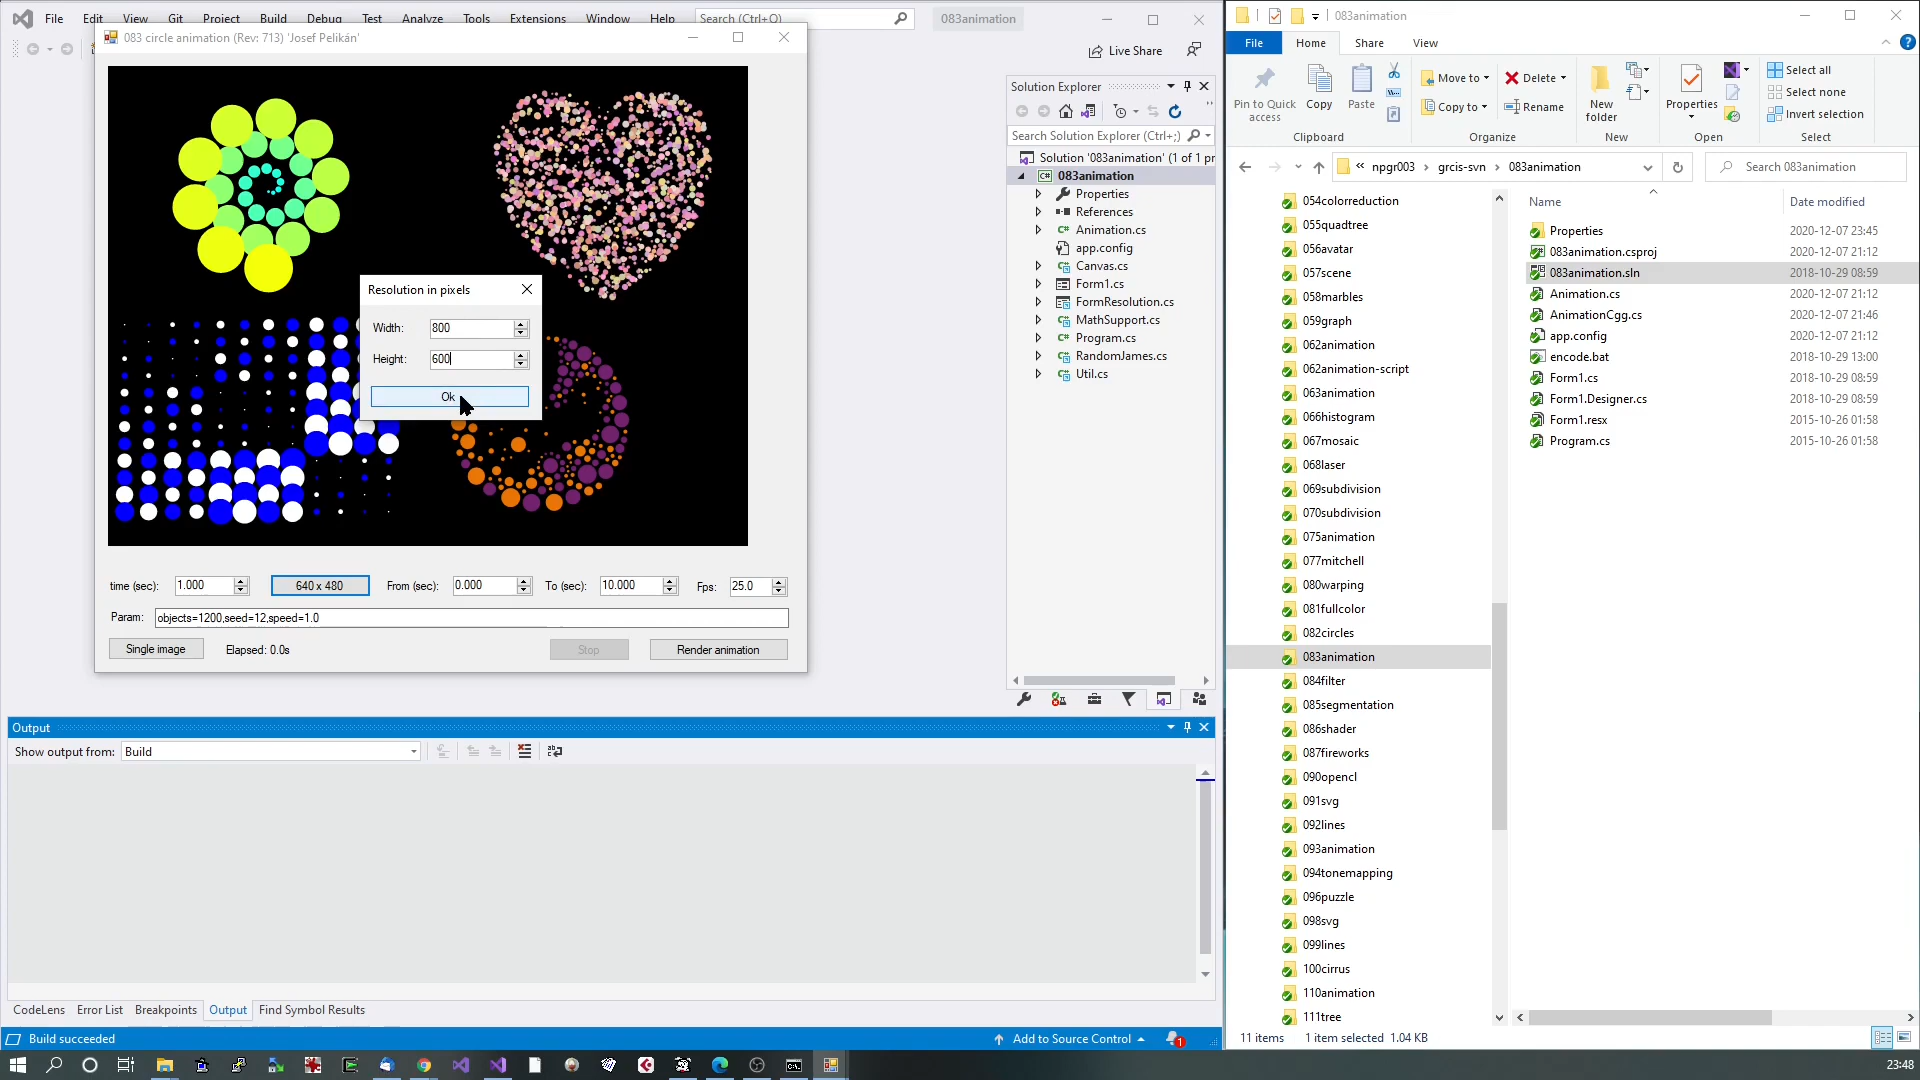 File Edit View Git Project Build Debug Test Analyze Tools Extensions Window Help Search (Ctrl+Q) 083animation
Live Share
083 circle animation (Rev: 713) 'Josef Pelikán'
Resolution in pixels
Width: 800
Height: 600
Ok
time (sec): 1.000 640 x 480 From (sec): 0.000 To (sec): 10.000 Fps: 25.0
Param: objects=1200,seed=12,speed=1.0
Single image Elapsed: 0.0s Stop Render animation
Solution Explorer
Search Solution Explorer (Ctrl+;)
Solution '083animation' (1 of 1 pr
083animation
Properties
References
Animation.cs
app.config
Canvas.cs
Form1.cs
FormResolution.cs
MathSupport.cs
Program.cs
RandomJames.cs
Util.cs
Output
Show output from: Build
CodeLens Error List Breakpoints Output Find Symbol Results
Build succeeded Add to Source Control 1
083animation
File Home Share View
Pin to Quick access
Copy
Paste
Move to
Copy to
Delete
Rename
New folder
Properties
Select all
Select none
Invert selection
Clipboard Organize New Open Select
« npgr003 › grcis-svn › 083animation Search 083animation
054colorreduction
055quadtree
056avatar
057scene
058marbles
059graph
062animation
062animation-script
063animation
066histogram
067mosaic
068laser
069subdivision
070subdivision
075animation
077mitchell
080warping
081fullcolor
082circles
083animation
084filter
085segmentation
086shader
087fireworks
090opencl
091svg
092lines
093animation
094tonemapping
096puzzle
098svg
099lines
100cirrus
110animation
111tree
Name Date modified
Properties 2020-12-07 23:45
083animation.csproj 2020-12-07 21:12
083animation.sln 2018-10-29 08:59
Animation.cs 2020-12-07 21:12
AnimationCgg.cs 2020-12-07 21:46
app.config 2020-12-07 21:12
encode.bat 2018-10-29 13:00
Form1.cs 2018-10-29 08:59
Form1.Designer.cs 2018-10-29 08:59
Form1.resx 2015-10-26 01:58
Program.cs 2015-10-26 01:58
11 items 1 item selected 1.04 KB
23:48